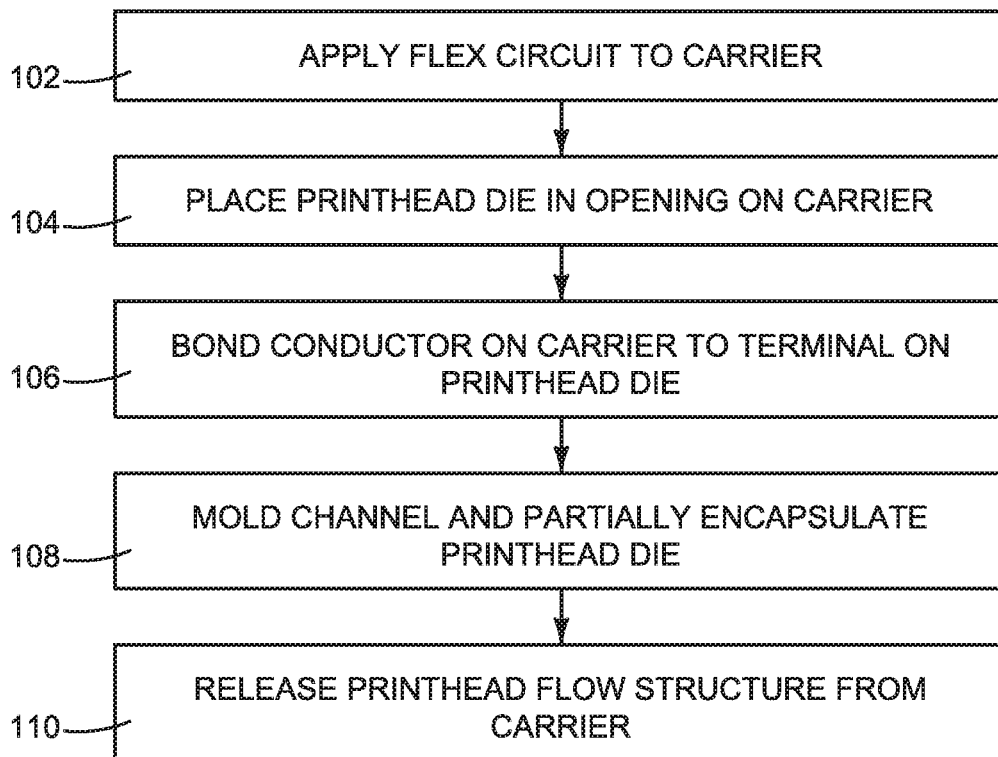 102
APPLY FLEX CIRCUIT TO CARRIER
104
PLACE PRINTHEAD DIE IN OPENING ON CARRIER
106
BOND CONDUCTOR ON CARRIER TO TERMINAL ON
PRINTHEAD DIE
108
MOLD CHANNEL AND PARTIALLY ENCAPSULATE
PRINTHEAD DIE
110
RELEASE PRINTHEAD FLOW STRUCTURE FROM
CARRIER